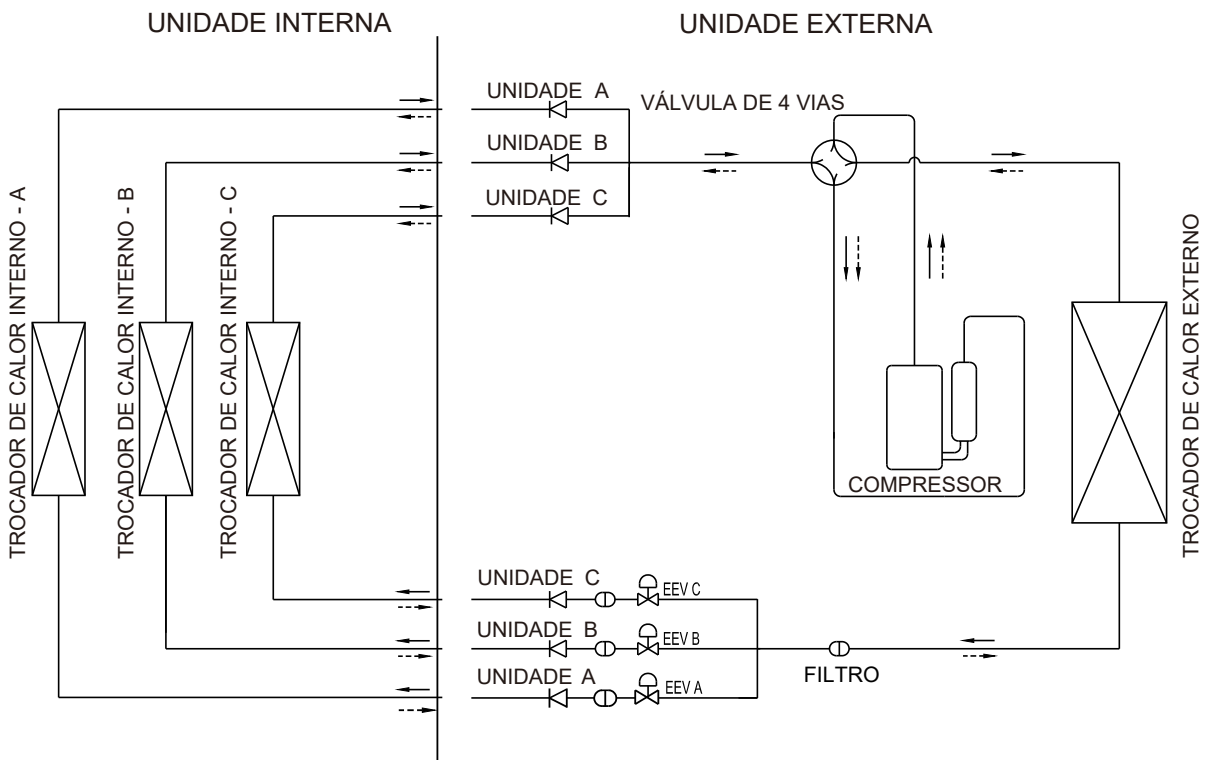 UNIDADE INTERNA
UNIDADE EXTERNA
UNIDADE A
VÁLVULA DE 4 VIAS
UNIDADE B
UNIDADE C
TROCADOR DE CALOR INTERNO - A
TROCADOR DE CALOR INTERNO - B
TROCADOR DE CALOR INTERNO - C
TROCADOR DE CALOR EXTERNO
COMPRESSOR
UNIDADE C
EEV C
UNIDADE B
EEV B
FILTRO
UNIDADE A
EEV A